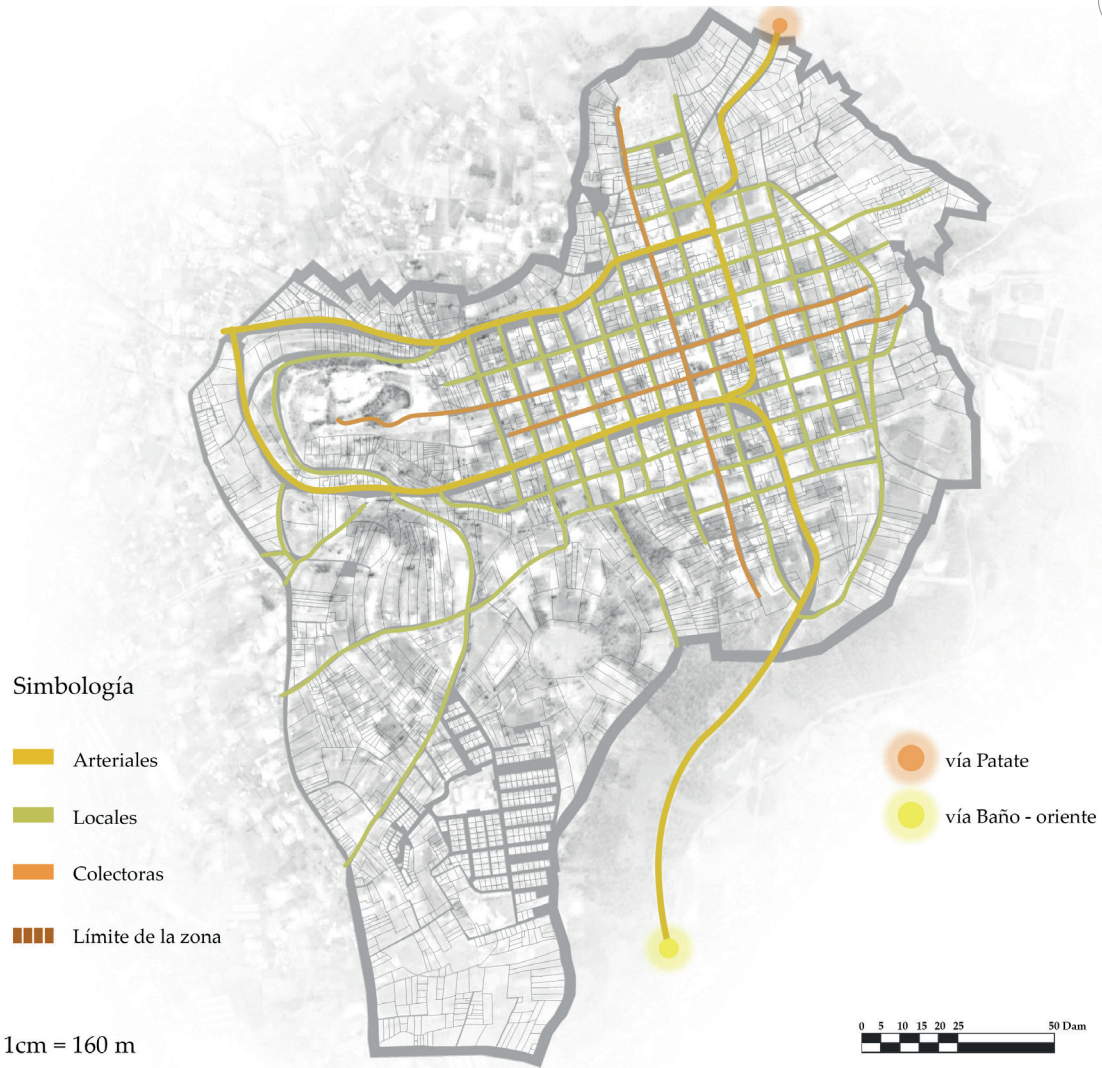 Simbología
Arteriales
Locales
Colectoras
Límite de la zona
1cm = 160 m
vía Patate
vía Baño - oriente
0 5 10 15 20 25 50 Dam